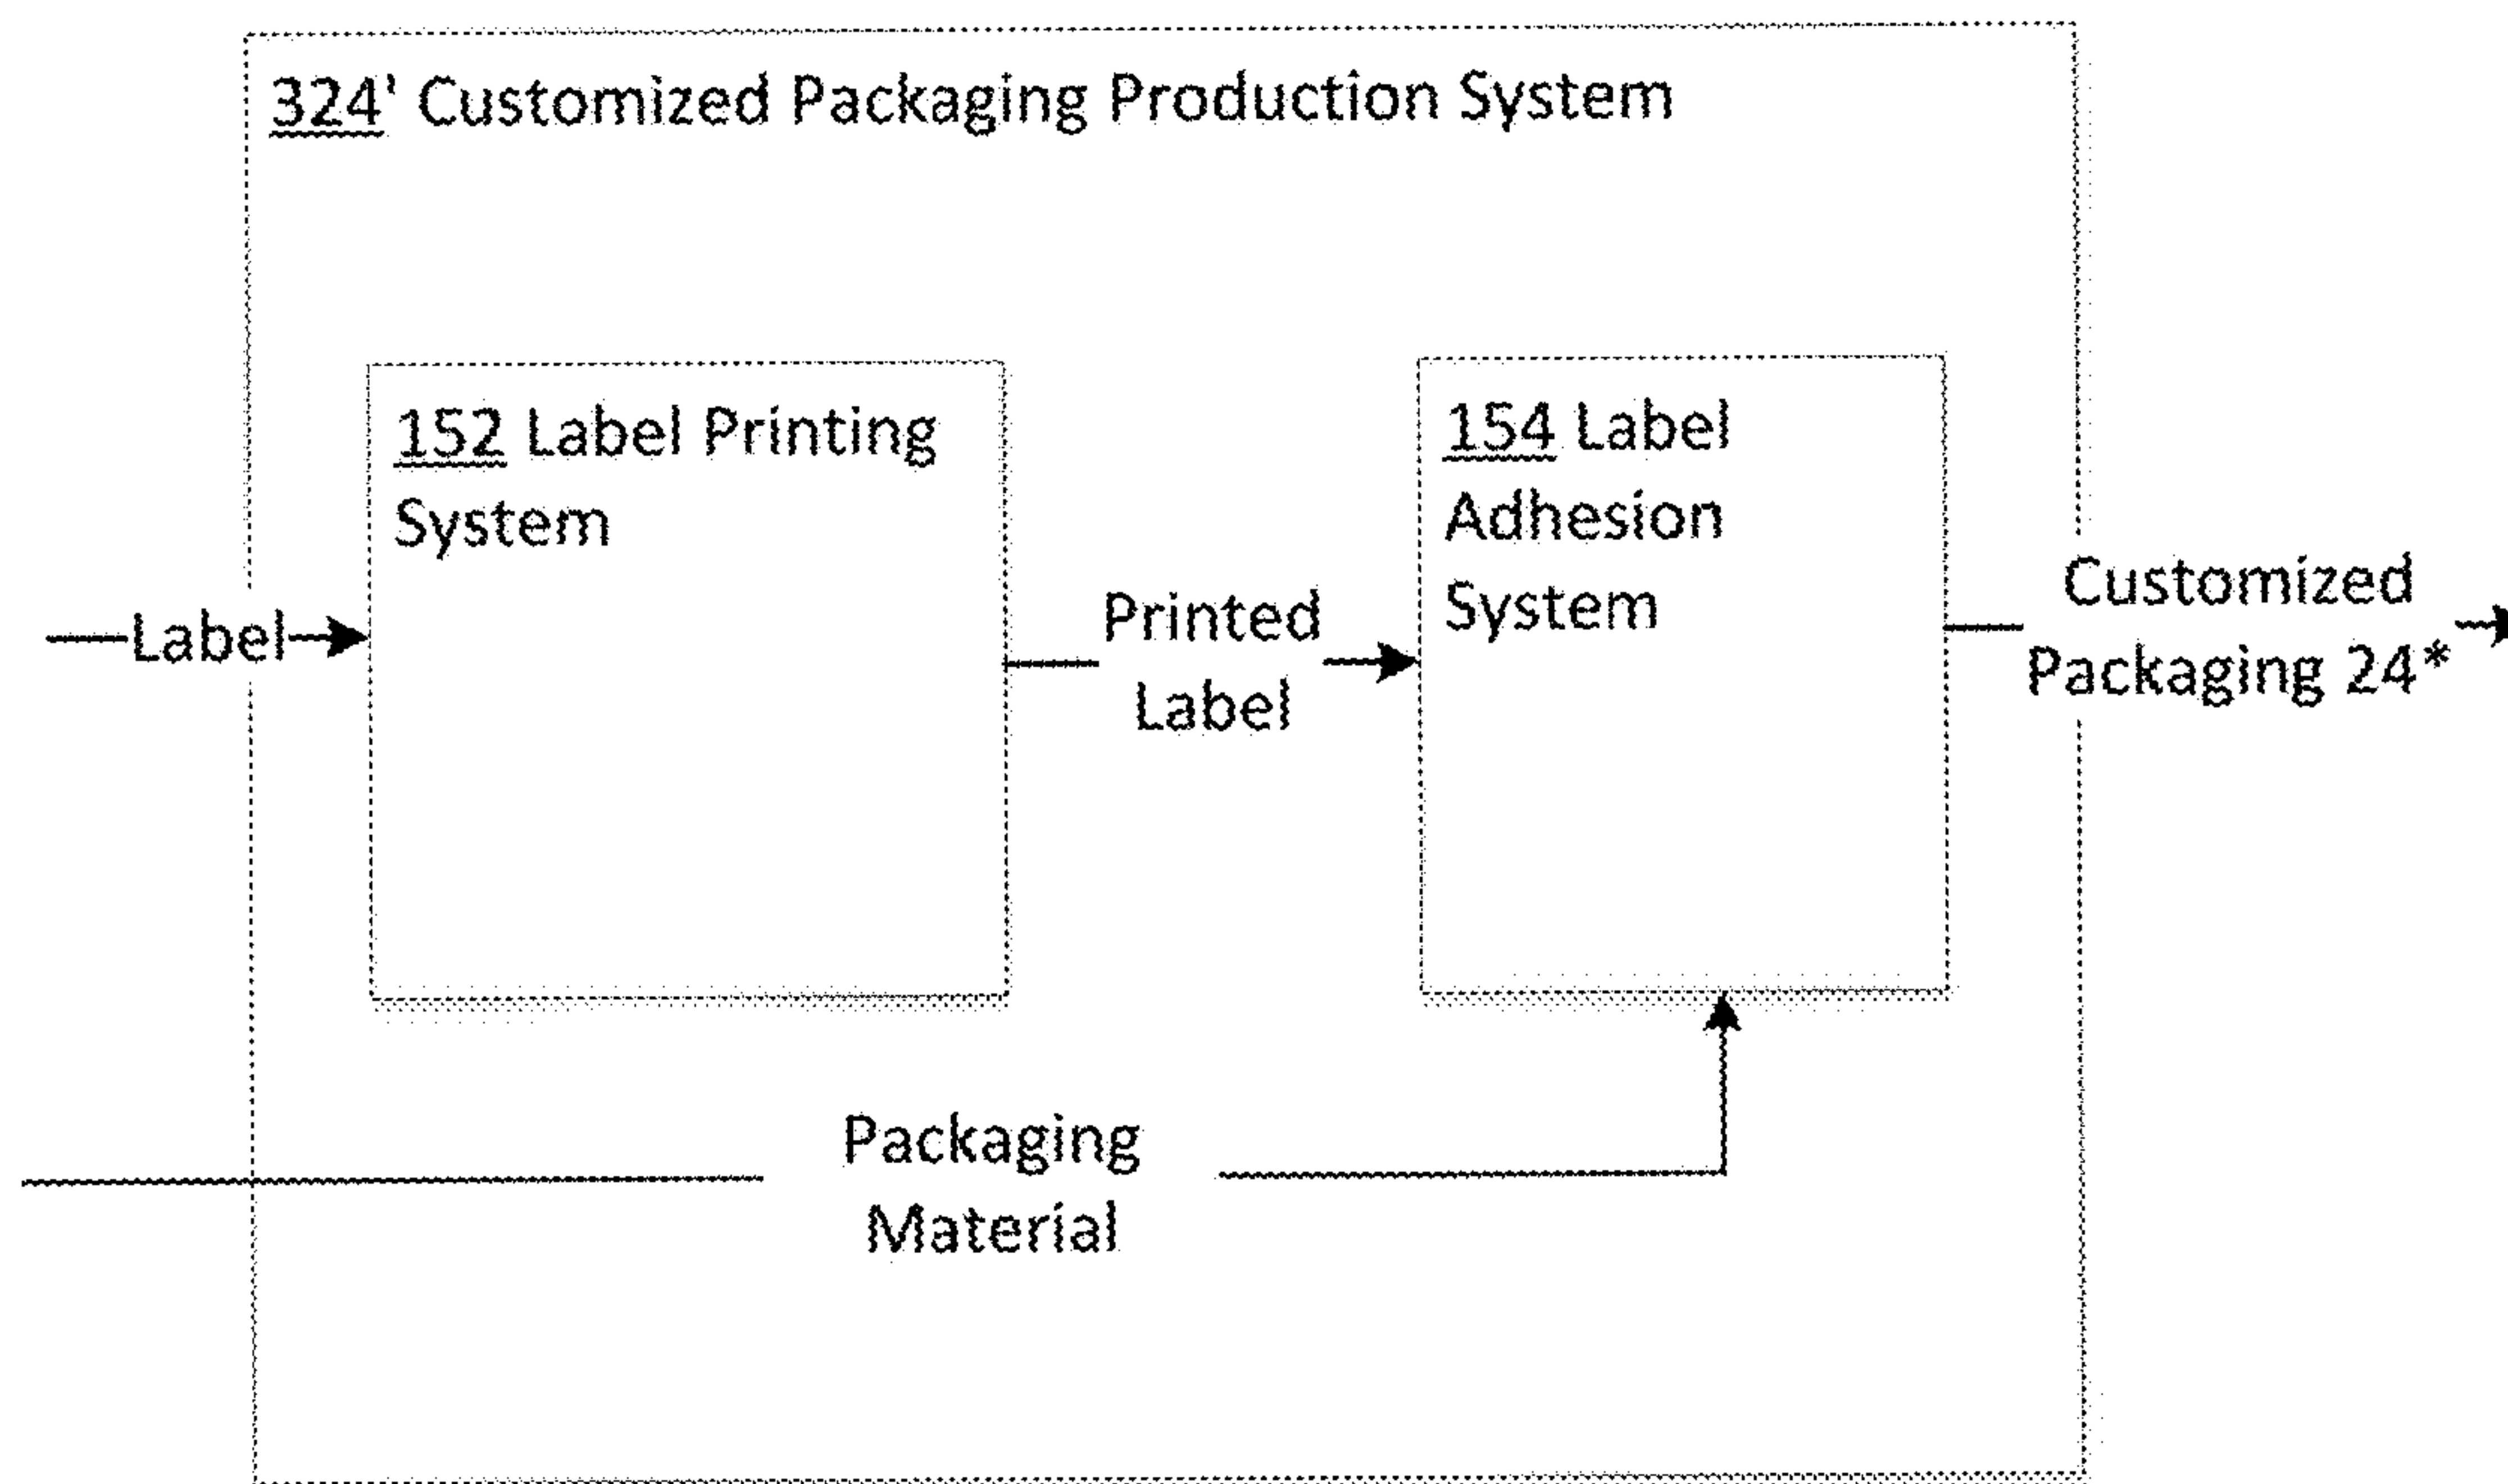 324' Customized Packaging Production System
152 Label Printing
System
154 Label
Adhesion
System
Label
Printed
Label
Customized
Packaging 24*
Packaging
Material